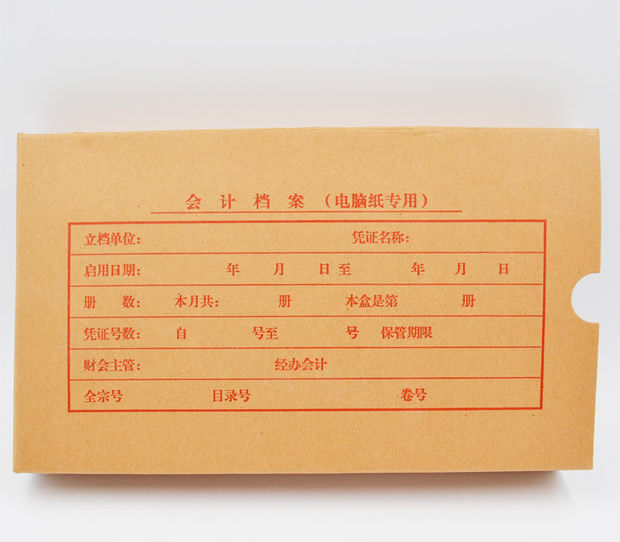 会计档案（电脑纸专用）
立档单位： 凭证名称：
启用日期： 年 月 日至 年 月 日
册 数： 本月共： 册 本盒是第 册
凭证号数： 自 号至 号 保管期限
财会主管： 经办会计
全宗号 目录号 卷号